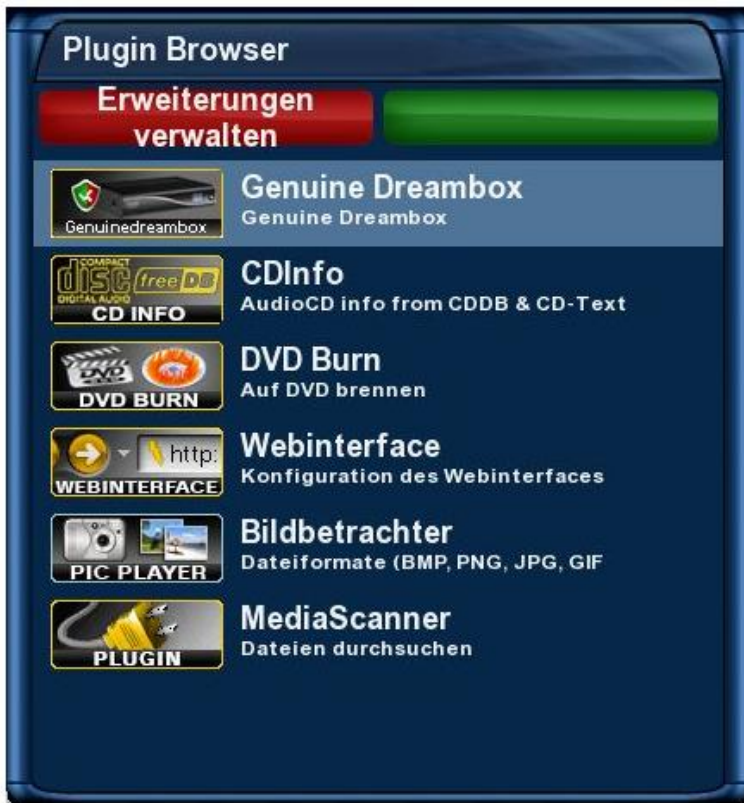 Plugin Browser
Erweiterungen
verwalten
Genuinedreambox
Genuine Dreambox
Genuine Dreambox
COMPACT
disc
DIGITAL AUDIO
freeDB
CD INFO
CDInfo
AudioCD info from CDDB & CD-Text
DVD
DVD BURN
DVD Burn
Auf DVD brennen
http:
WEBINTERFACE
Webinterface
Konfiguration des Webinterfaces
PIC PLAYER
Bildbetrachter
Dateiformate (BMP, PNG, JPG, GIF
PLUGIN
MediaScanner
Dateien durchsuchen